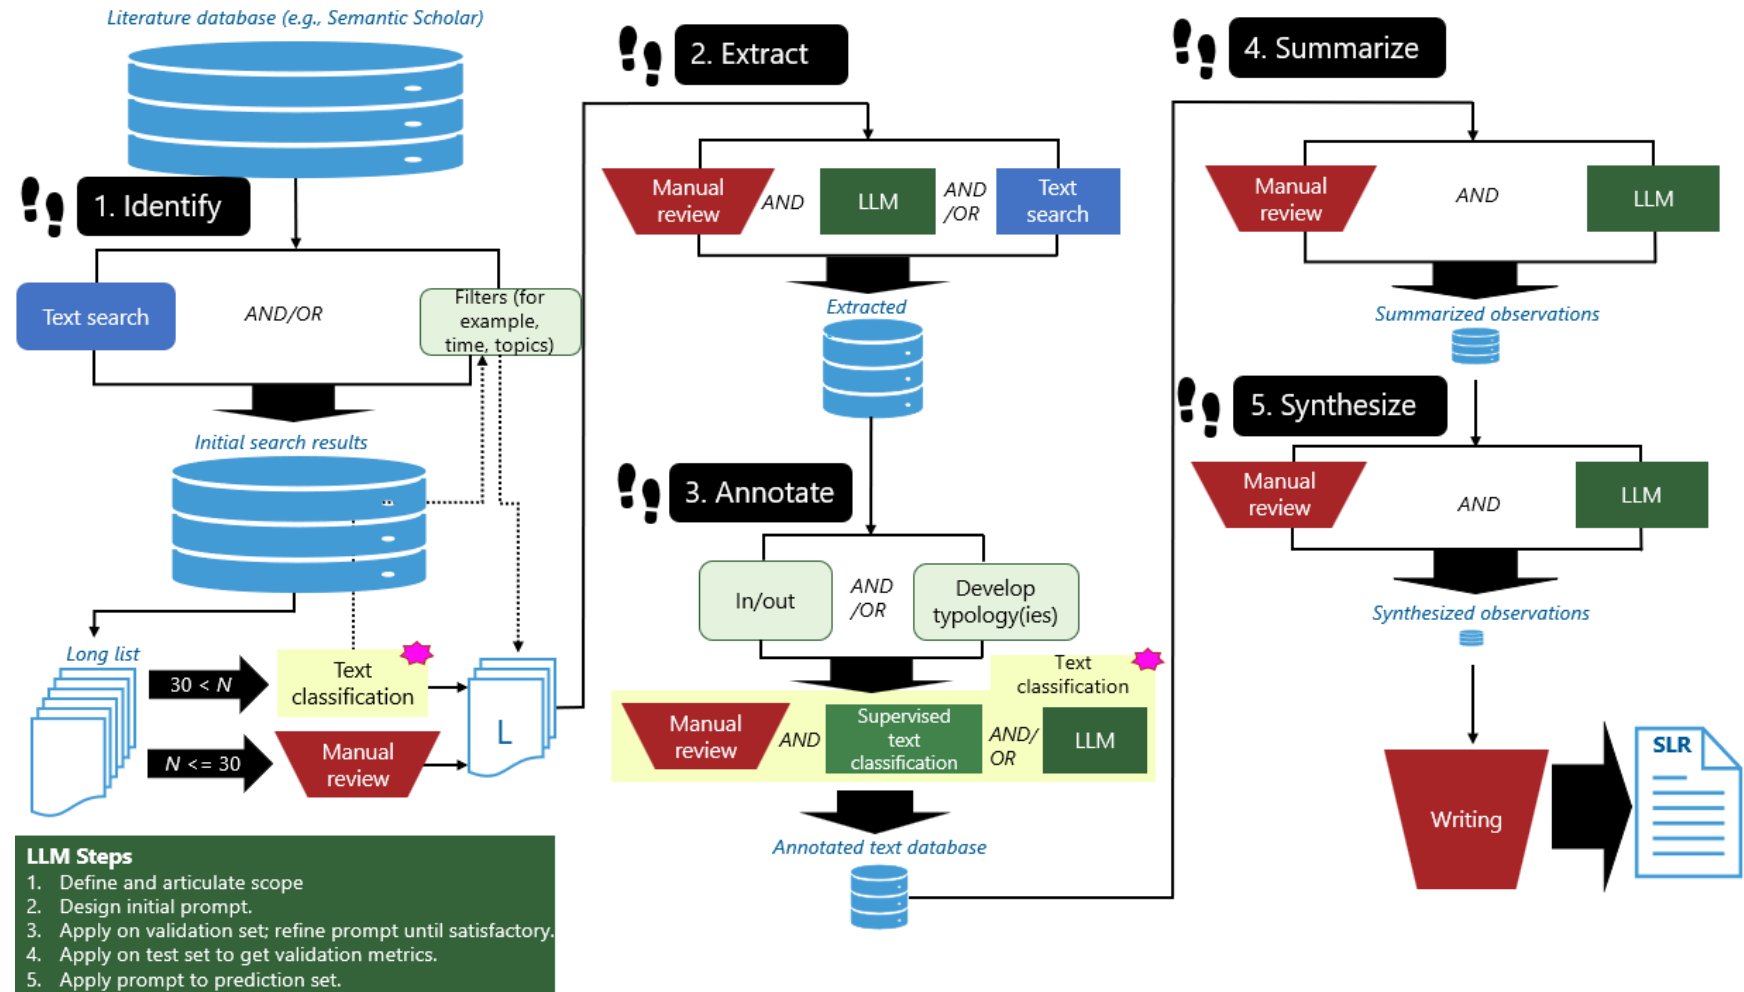 Literature database (e.g., Semantic Scholar)
1. Identify
Text search
AND/OR
Filters (for
example,
time, topics)
Initial search results
Long list
30 < N
Text
classification
N <= 30
Manual
review
L
LLM Steps
1. Define and articulate scope
2. Design initial prompt.
3. Apply on validation set; refine prompt until satisfactory.
4. Apply on test set to get validation metrics.
5. Apply prompt to prediction set.
2. Extract
Manual
review
AND
LLM
AND
/OR
Text
search
Extracted
3. Annotate
In/out
AND
/OR
Develop
typology(ies)
Text
classification
Manual
review
AND
Supervised
text
classification
AND/
OR
LLM
Annotated text database
4. Summarize
Manual
review
AND
LLM
Summarized observations
5. Synthesize
Manual
review
AND
LLM
Synthesized observations
Writing
SLR